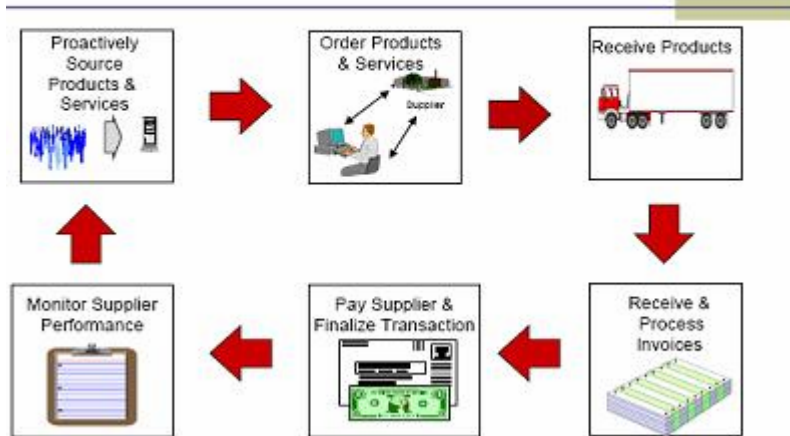 Proactively
Source
Products &
Services
Order Products
& Services
Supplier
Receive Products
Monitor Supplier
Performance
Pay Supplier &
Finalize Transaction
Receive &
Process
Invoices